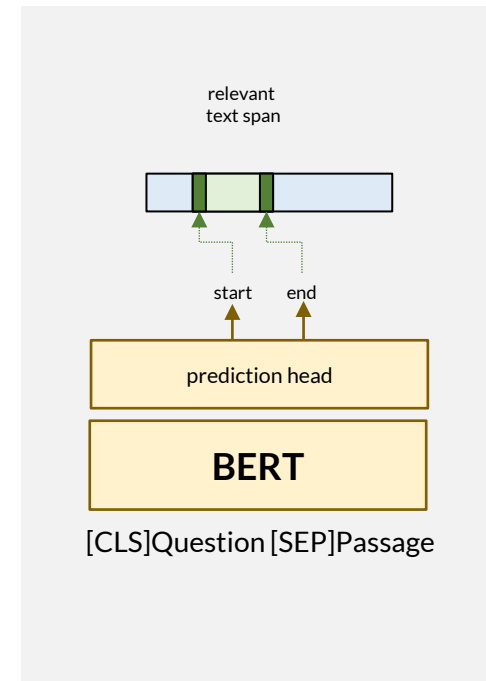 relevant
text span
start end
prediction head
BERT
[CLS]Question [SEP]Passage